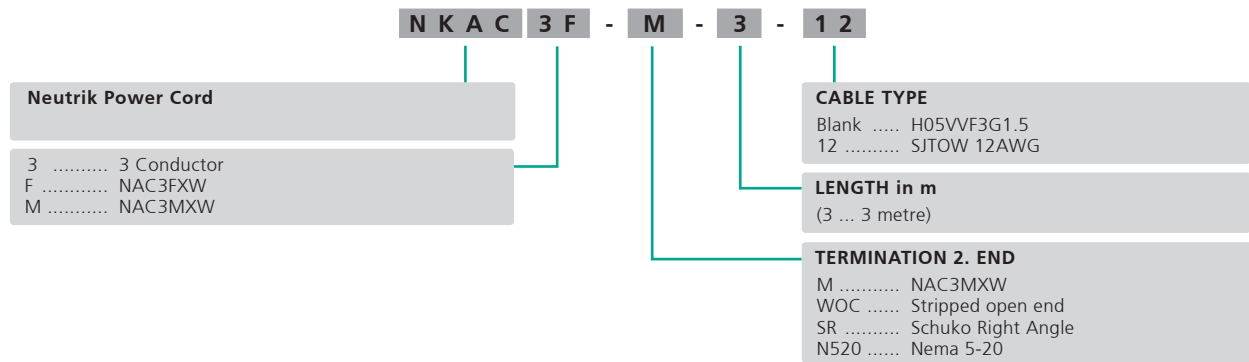 N K A C 3 F - M - 3 - 1 2
Neutrik Power Cord
3 .......... 3 Conductor
F ............ NAC3FXW
M ........... NAC3MXW
CABLE TYPE
Blank ..... H05VVF3G1.5
12 .......... SJTOW 12AWG
LENGTH in m
(3 ... 3 metre)
TERMINATION 2. END
M ........... NAC3MXW
WOC ...... Stripped open end
SR .......... Schuko Right Angle
N520 ...... Nema 5-20